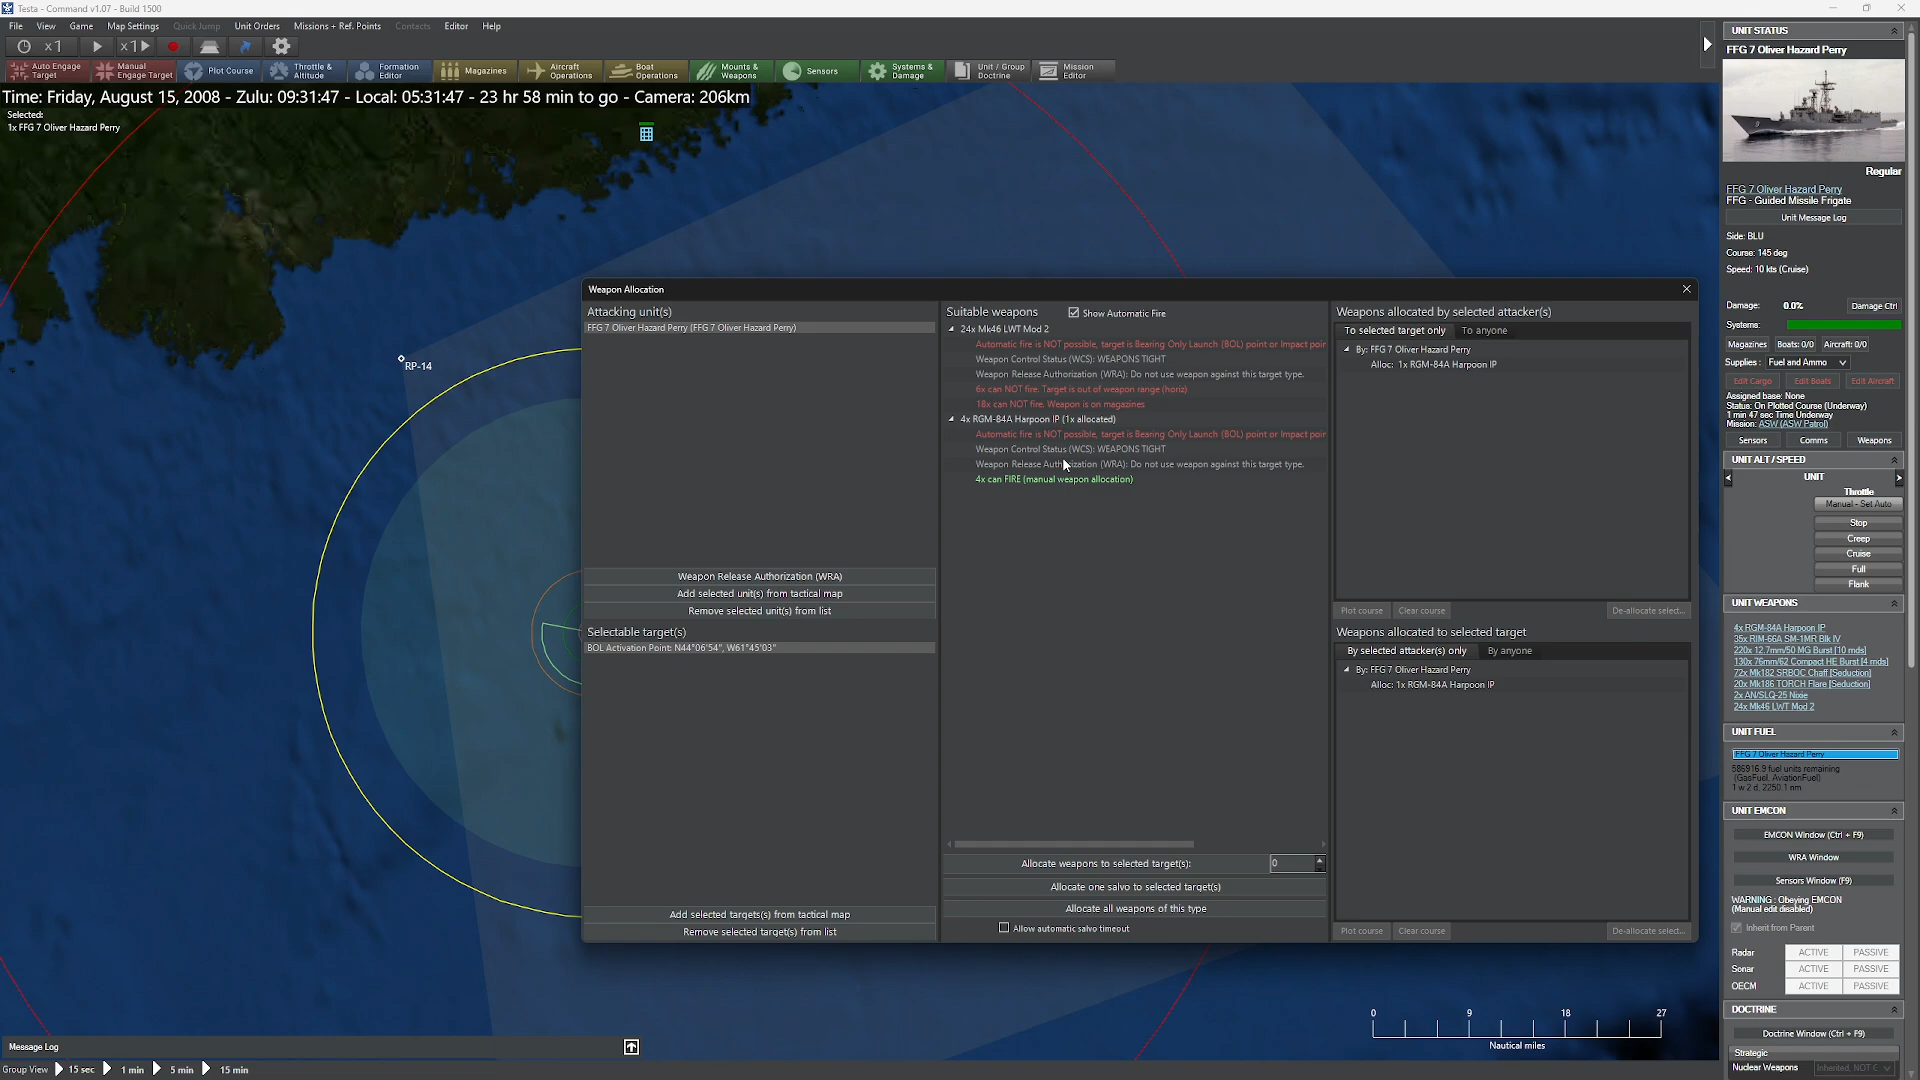 Testa - Command v1.07 - Build 1500
File View Game Map Settings Quick Jump Unit Orders Missions + Ref. Points Contacts Editor Help
x1 x1
Auto Engage Target
Manual Engage Target
Plot Course
Throttle & Altitude
Formation Editor
Magazines
Aircraft Operations
Boat Operations
Mounts & Weapons
Sensors
Systems & Damage
Unit / Group Doctrine
Mission Editor
Time: Friday, August 15, 2008 - Zulu: 09:31:47 - Local: 05:31:47 - 23 hr 58 min to go - Camera: 206km
Selected:
1x FFG 7 Oliver Hazard Perry
RP-14
Weapon Allocation
Attacking unit(s)
FFG 7 Oliver Hazard Perry (FFG 7 Oliver Hazard Perry)
Weapon Release Authorization (WRA)
Add selected unit(s) from tactical map
Remove selected unit(s) from list
Selectable target(s)
BOL Activation Point: N44°06'54", W61°45'03"
Add selected targets(s) from tactical map
Remove selected target(s) from list
Suitable weapons
Show Automatic Fire
24x Mk46 LWT Mod 2
Automatic fire is NOT possible, target is Bearing Only Launch (BOL) point or Impact poin
Weapon Control Status (WCS): WEAPONS TIGHT
Weapon Release Authorization (WRA): Do not use weapon against this target type.
6x can NOT fire. Target is out of weapon range (horiz)
18x can NOT fire. Weapon is on magazines
4x RGM-84A Harpoon IP (1x allocated)
Automatic fire is NOT possible, target is Bearing Only Launch (BOL) point or Impact poin
Weapon Control Status (WCS): WEAPONS TIGHT
Weapon Release Authorization (WRA): Do not use weapon against this target type.
4x can FIRE (manual weapon allocation)
Allocate weapons to selected target(s): 0
Allocate one salvo to selected target(s)
Allocate all weapons of this type
Allow automatic salvo timeout
Weapons allocated by selected attacker(s)
To selected target only To anyone
By: FFG 7 Oliver Hazard Perry
Alloc: 1x RGM-84A Harpoon IP
Plot course Clear course De-allocate select...
Weapons allocated to selected target
By selected attacker(s) only By anyone
By: FFG 7 Oliver Hazard Perry
Alloc: 1x RGM-84A Harpoon IP
Plot course Clear course De-allocate select...
0 9 18 27
Nautical miles
Message Log
Group View 15 sec 1 min 5 min 15 min
UNIT STATUS
FFG 7 Oliver Hazard Perry
Regular
FFG 7 Oliver Hazard Perry
FFG - Guided Missile Frigate
Unit Message Log
Side: BLU
Course: 145 deg
Speed: 10 kts (Cruise)
Damage: 0.0% Damage Ctrl
Systems:
Magazines Boats: 0/0 Aircraft: 0/0
Supplies: Fuel and Ammo
Edit Cargo Edit Boats Edit Aircraft
Assigned base: None
Status: On Plotted Course (Underway)
1 min 47 sec Time Underway
Mission: ASW (ASW Patrol)
Sensors Comms Weapons
UNIT ALT / SPEED
UNIT
Throttle
Manual - Set Auto
Stop
Creep
Cruise
Full
Flank
UNIT WEAPONS
4x RGM-84A Harpoon IP
35x RIM-66A SM-1MR Blk IV
220x 12.7mm/50 MG Burst [10 rnds]
130x 76mm/62 Compact HE Burst [4 rnds]
72x Mk182 SRBOC Chaff [Seduction]
20x Mk186 TORCH Flare [Seduction]
2x AN/SLQ-25 Nixie
24x Mk46 LWT Mod 2
UNIT FUEL
FFG 7 Oliver Hazard Perry
586916.9 fuel units remaining
(GasFuel, AviationFuel)
1 w 2 d, 2250.1 nm
UNIT EMCON
EMCON Window (Ctrl + F9)
WRA Window
Sensors Window (F9)
WARNING : Obeying EMCON
(Manual edit disabled)
Inherit from Parent
Radar ACTIVE PASSIVE
Sonar ACTIVE PASSIVE
OECM ACTIVE PASSIVE
DOCTRINE
Doctrine Window (Ctrl + F9)
Strategic
Nuclear Weapons Inherited, NOT